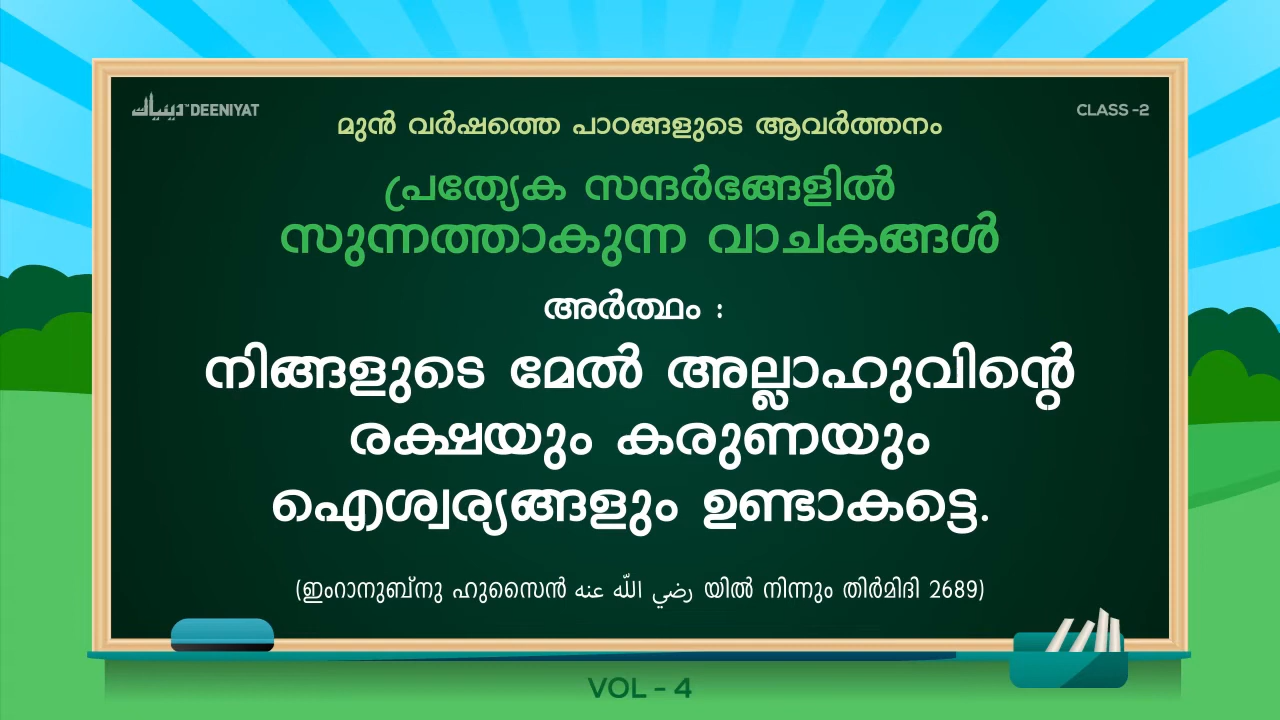 دينيات™ DEENIYAT
CLASS -2
മുൻ വർഷത്തെ പാഠങ്ങളുടെ ആവർത്തനം
പ്രത്യേക സന്ദർഭങ്ങളിൽ
സുന്നത്താകുന്ന വാചകങ്ങൾ
അർത്ഥം :
നിങ്ങളുടെ മേൽ അല്ലാഹുവിന്റെ
രക്ഷയും കരുണയും
ഐശ്വര്യങ്ങളും ഉണ്ടാകട്ടെ.
(ഇംറാനുബ്നു ഹുസൈൻ رضي الله عنه യിൽ നിന്നും തിർമിദി 2689)
VOL - 4